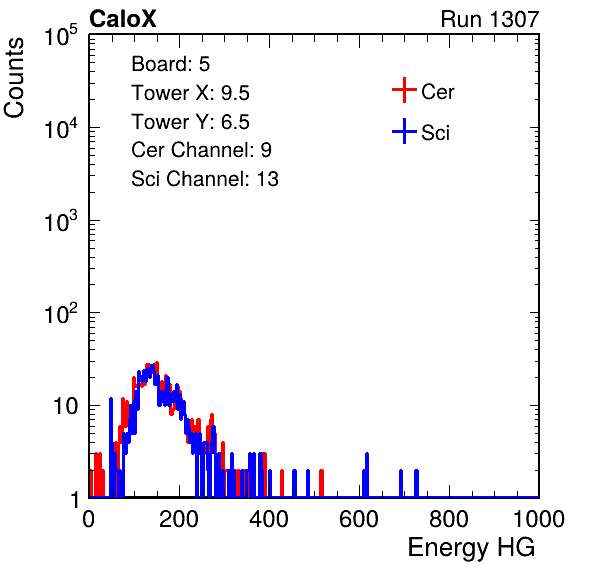 CaloX Run 1307
Counts
Board: 5
Tower X: 9.5
Tower Y: 6.5
Cer Channel: 9
Sci Channel: 13
Cer
Sci
10^5
10^4
10^3
10^2
10
1
0 200 400 600 800 1000
Energy HG